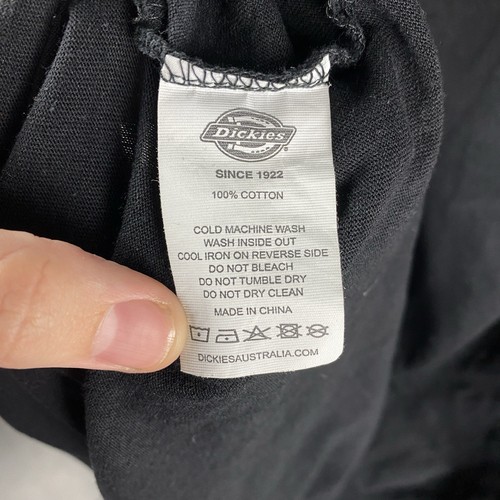 Dickies
SINCE 1922
100% COTTON
COLD MACHINE WASH
WASH INSIDE OUT
COOL IRON ON REVERSE SIDE
DO NOT BLEACH
DO NOT TUMBLE DRY
DO NOT DRY CLEAN
MADE IN CHINA
DICKIESAUSTRALIA.COM